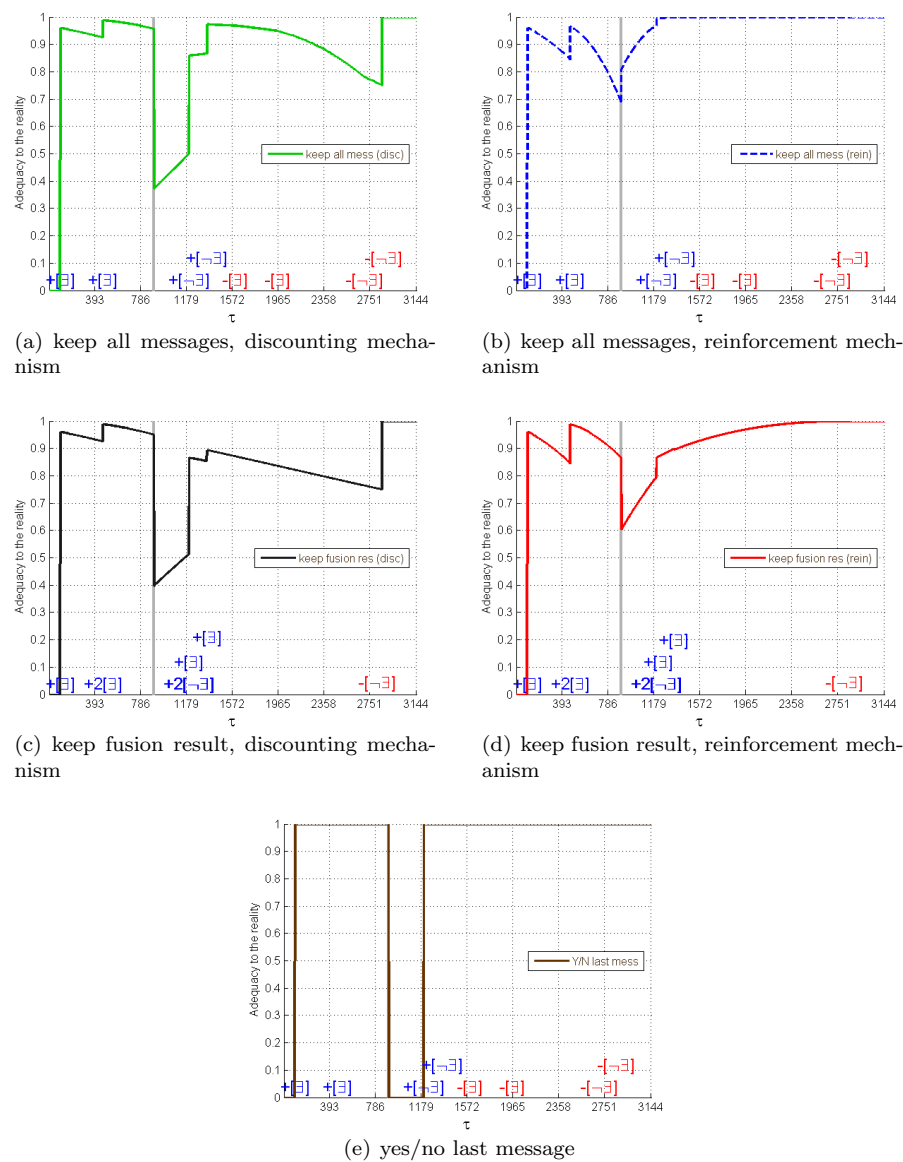 Adequacy to the reality
1
0.9
0.8
0.7
0.6
0.5
0.4
0.3
0.2
0.1
0
keep all mess (disc)
+[¬∃]
-[¬∃]
+[∃] +[∃] +[¬∃] -[∃] -[∃] -[¬∃]
393 786 1179 1572 1965 2358 2751 3144
τ
(a) keep all messages, discounting mecha-
nism
Adequacy to the reality
1
0.9
0.8
0.7
0.6
0.5
0.4
0.3
0.2
0.1
0
keep all mess (rein)
+[¬∃]
-[¬∃]
+[∃] +[∃] +[¬∃] -[∃] -[∃] -[¬∃]
393 786 1179 1572 1965 2358 2751 3144
τ
(b) keep all messages, reinforcement mech-
anism
Adequacy to the reality
1
0.9
0.8
0.7
0.6
0.5
0.4
0.3
0.2
0.1
0
keep fusion res (disc)
+[∃]
+[∃]
+[∃] +2[∃] +2[¬∃] -[¬∃]
393 786 1179 1572 1965 2358 2751 3144
τ
(c) keep fusion result, discounting mecha-
nism
Adequacy to the reality
1
0.9
0.8
0.7
0.6
0.5
0.4
0.3
0.2
0.1
0
keep fusion res (rein)
+[∃]
+[∃]
+[∃] +2[∃] +2[¬∃] -[¬∃]
393 786 1179 1572 1965 2358 2751 3144
τ
(d) keep fusion result, reinforcement mech-
anism
Adequacy to the reality
1
0.9
0.8
0.7
0.6
0.5
0.4
0.3
0.2
0.1
0
Y/N last mess
+[¬∃]
-[¬∃]
+[∃] +[∃] +[¬∃] -[∃] -[∃] -[¬∃]
393 786 1179 1572 1965 2358 2751 3144
τ
(e) yes/no last message